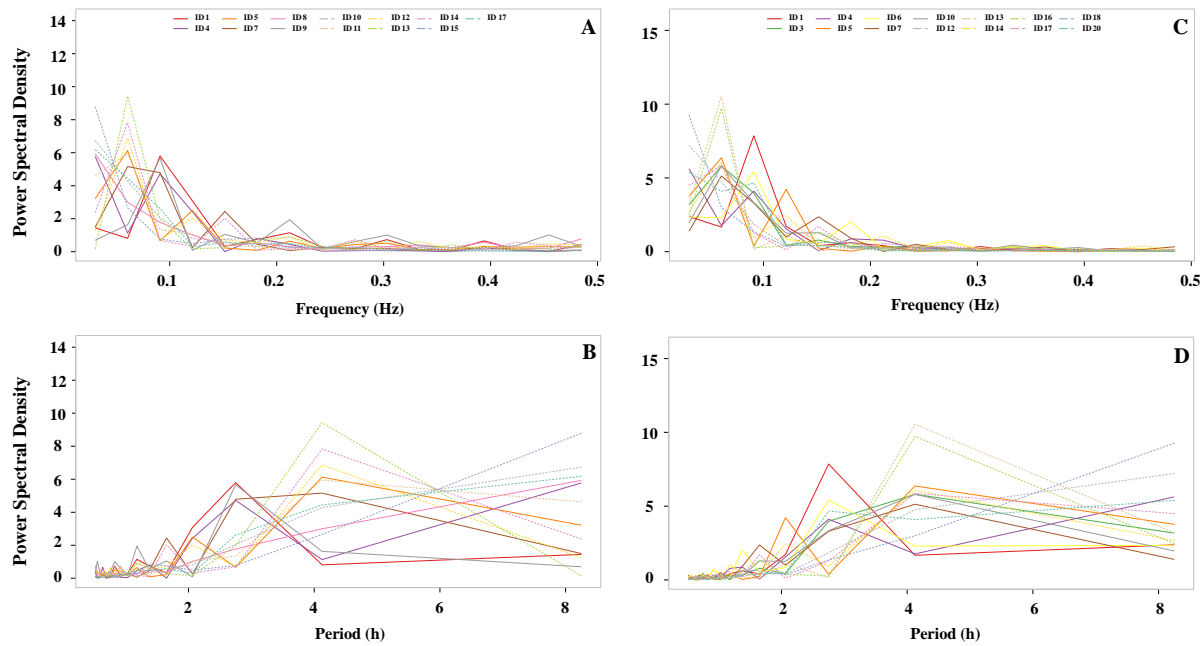 ID 1 ID 5 ID 8 ID 10 ID 12 ID 14 ID 17
ID 4 ID 7 ID 9 ID 11 ID 13 ID 15
A
14
12
10
8
6
4
2
0
0.1 0.2 0.3 0.4 0.5
Frequency (Hz)
Power Spectral Density
ID 1 ID 4 ID 6 ID 10 ID 13 ID 16 ID 18
ID 3 ID 5 ID 7 ID 12 ID 14 ID 17 ID 20
C
15
10
5
0
0.1 0.2 0.3 0.4 0.5
Frequency (Hz)
Power Spectral Density
B
14
12
10
8
6
4
2
0
2 4 6 8
Period (h)
Power Spectral Density
D
15
10
5
0
2 4 6 8
Period (h)
Power Spectral Density